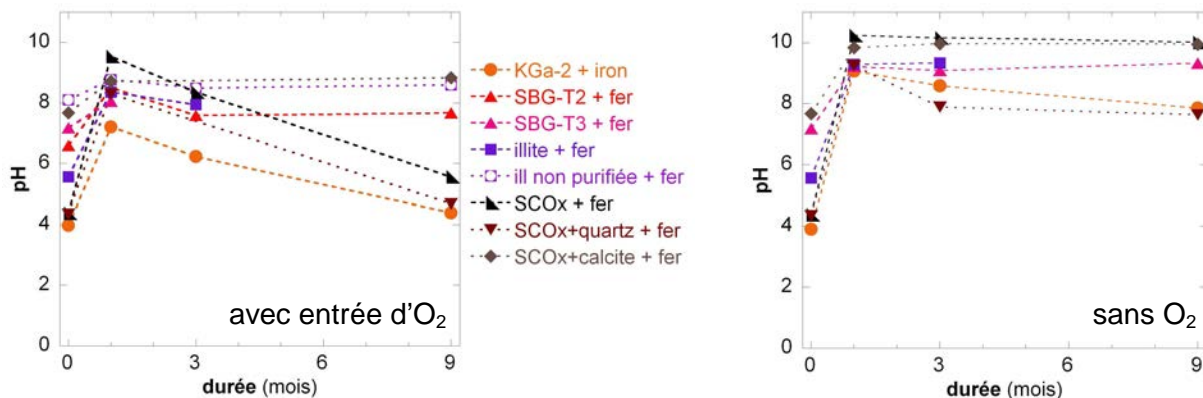 10
8
6
4
2
0
pH
avec entrée d'O₂
0
3
6
9
durée (mois)
KGa-2 + iron
SBG-T2 + fer
SBG-T3 + fer
illite + fer
ill non purifiée + fer
SCOx + fer
SCOx+quartz + fer
SCOx+calcite + fer
10
8
6
4
2
0
pH
sans O₂
0
3
6
9
durée (mois)